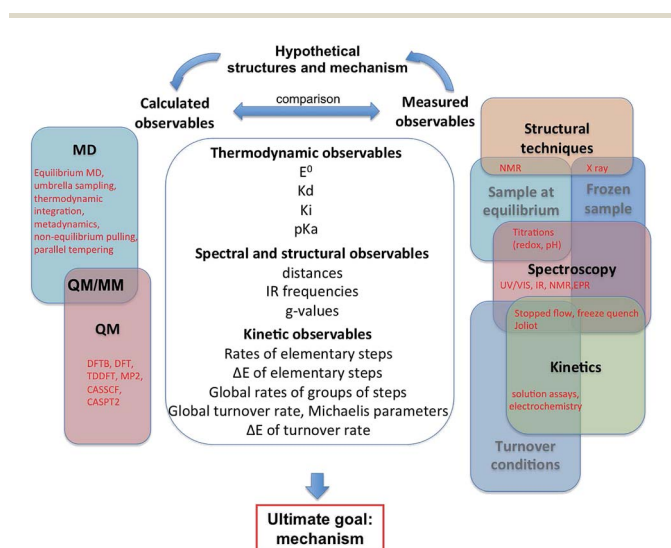 Hypothetical
structures and mechanism
Calculated
observables
comparison
Measured
observables
MD
Equilibrium MD,
umbrella sampling,
thermodynamic
integration,
metadynamics,
non-equilibrium pulling,
parallel tempering
QM/MM
QM
DFTB, DFT,
TDDFT, MP2,
CASSCF,
CASPT2
Thermodynamic observables
E⁰
Kd
Ki
pKa
Spectral and structural observables
distances
IR frequencies
g-values
Kinetic observables
Rates of elementary steps
ΔE of elementary steps
Global rates of groups of steps
Global turnover rate, Michaelis parameters
ΔE of turnover rate
Structural
techniques
NMR
X ray
Sample at
equilibrium
Frozen
sample
Titrations
(redox, pH)
Spectroscopy
UV/VIS, IR, NMR,EPR
Stopped flow, freeze quench
Joliot
Kinetics
solution assays,
electrochemistry
Turnover
conditions
Ultimate goal:
mechanism